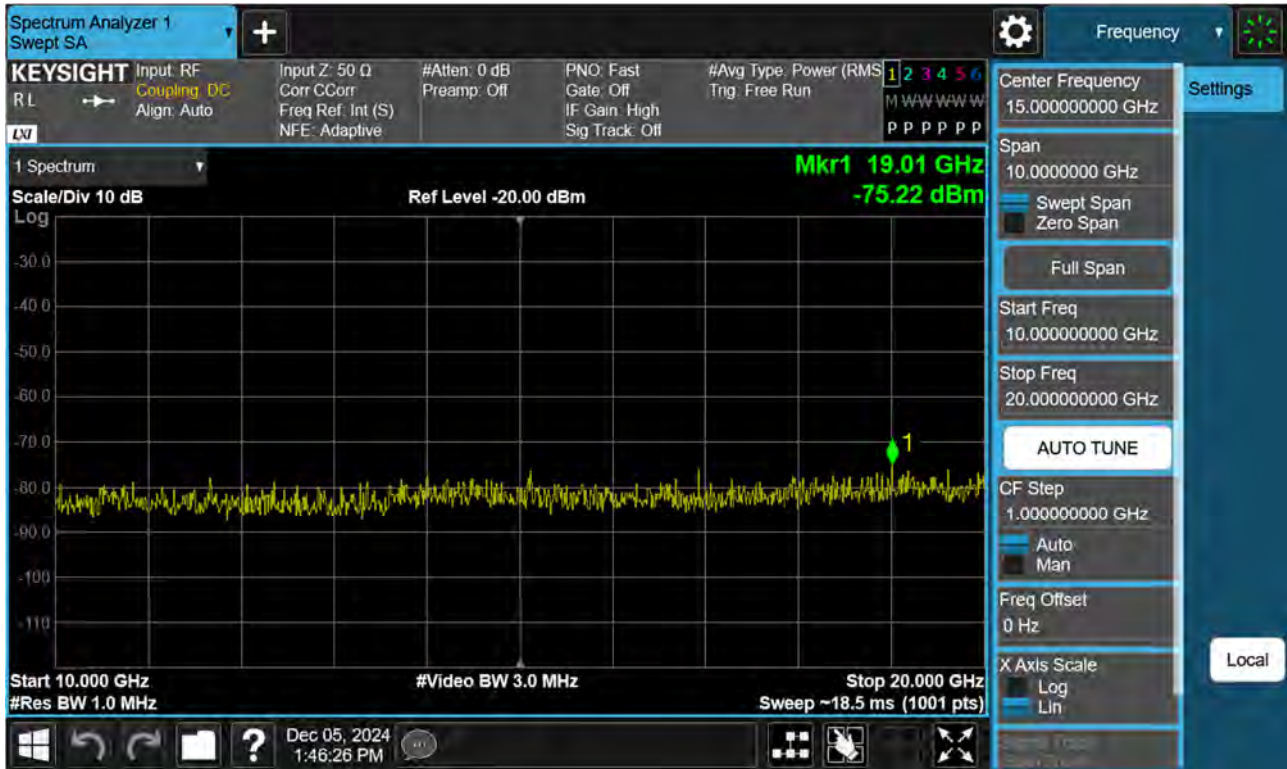 Spectrum Analyzer 1
Swept SA
Frequency
KEYSIGHT
RL
LXI
Input: RF
Coupling: DC
Align: Auto
Input Z: 50 Ω
Corr CCorr
Freq Ref: Int (S)
NFE: Adaptive
#Atten: 0 dB
Preamp: Off
PNO: Fast
Gate: Off
IF Gain: High
Sig Track: Off
#Avg Type: Power (RMS
Trig: Free Run
1 2 3 4 5 6
M W W W W W
P P P P P P
Center Frequency
15.000000000 GHz
Settings
1 Spectrum
Mkr1 19.01 GHz
-75.22 dBm
Scale/Div 10 dB
Ref Level -20.00 dBm
Log
-30.0
-40.0
-50.0
-60.0
-70.0
-80.0
-90.0
-100
-110
1
Start 10.000 GHz
#Video BW 3.0 MHz
Stop 20.000 GHz
#Res BW 1.0 MHz
Sweep ~18.5 ms (1001 pts)
Span
10.0000000 GHz
Swept Span
Zero Span
Full Span
Start Freq
10.000000000 GHz
Stop Freq
20.000000000 GHz
AUTO TUNE
CF Step
1.000000000 GHz
Auto
Man
Freq Offset
0 Hz
X Axis Scale
Log
Lin
Local
?
Dec 05, 2024
1:46:26 PM